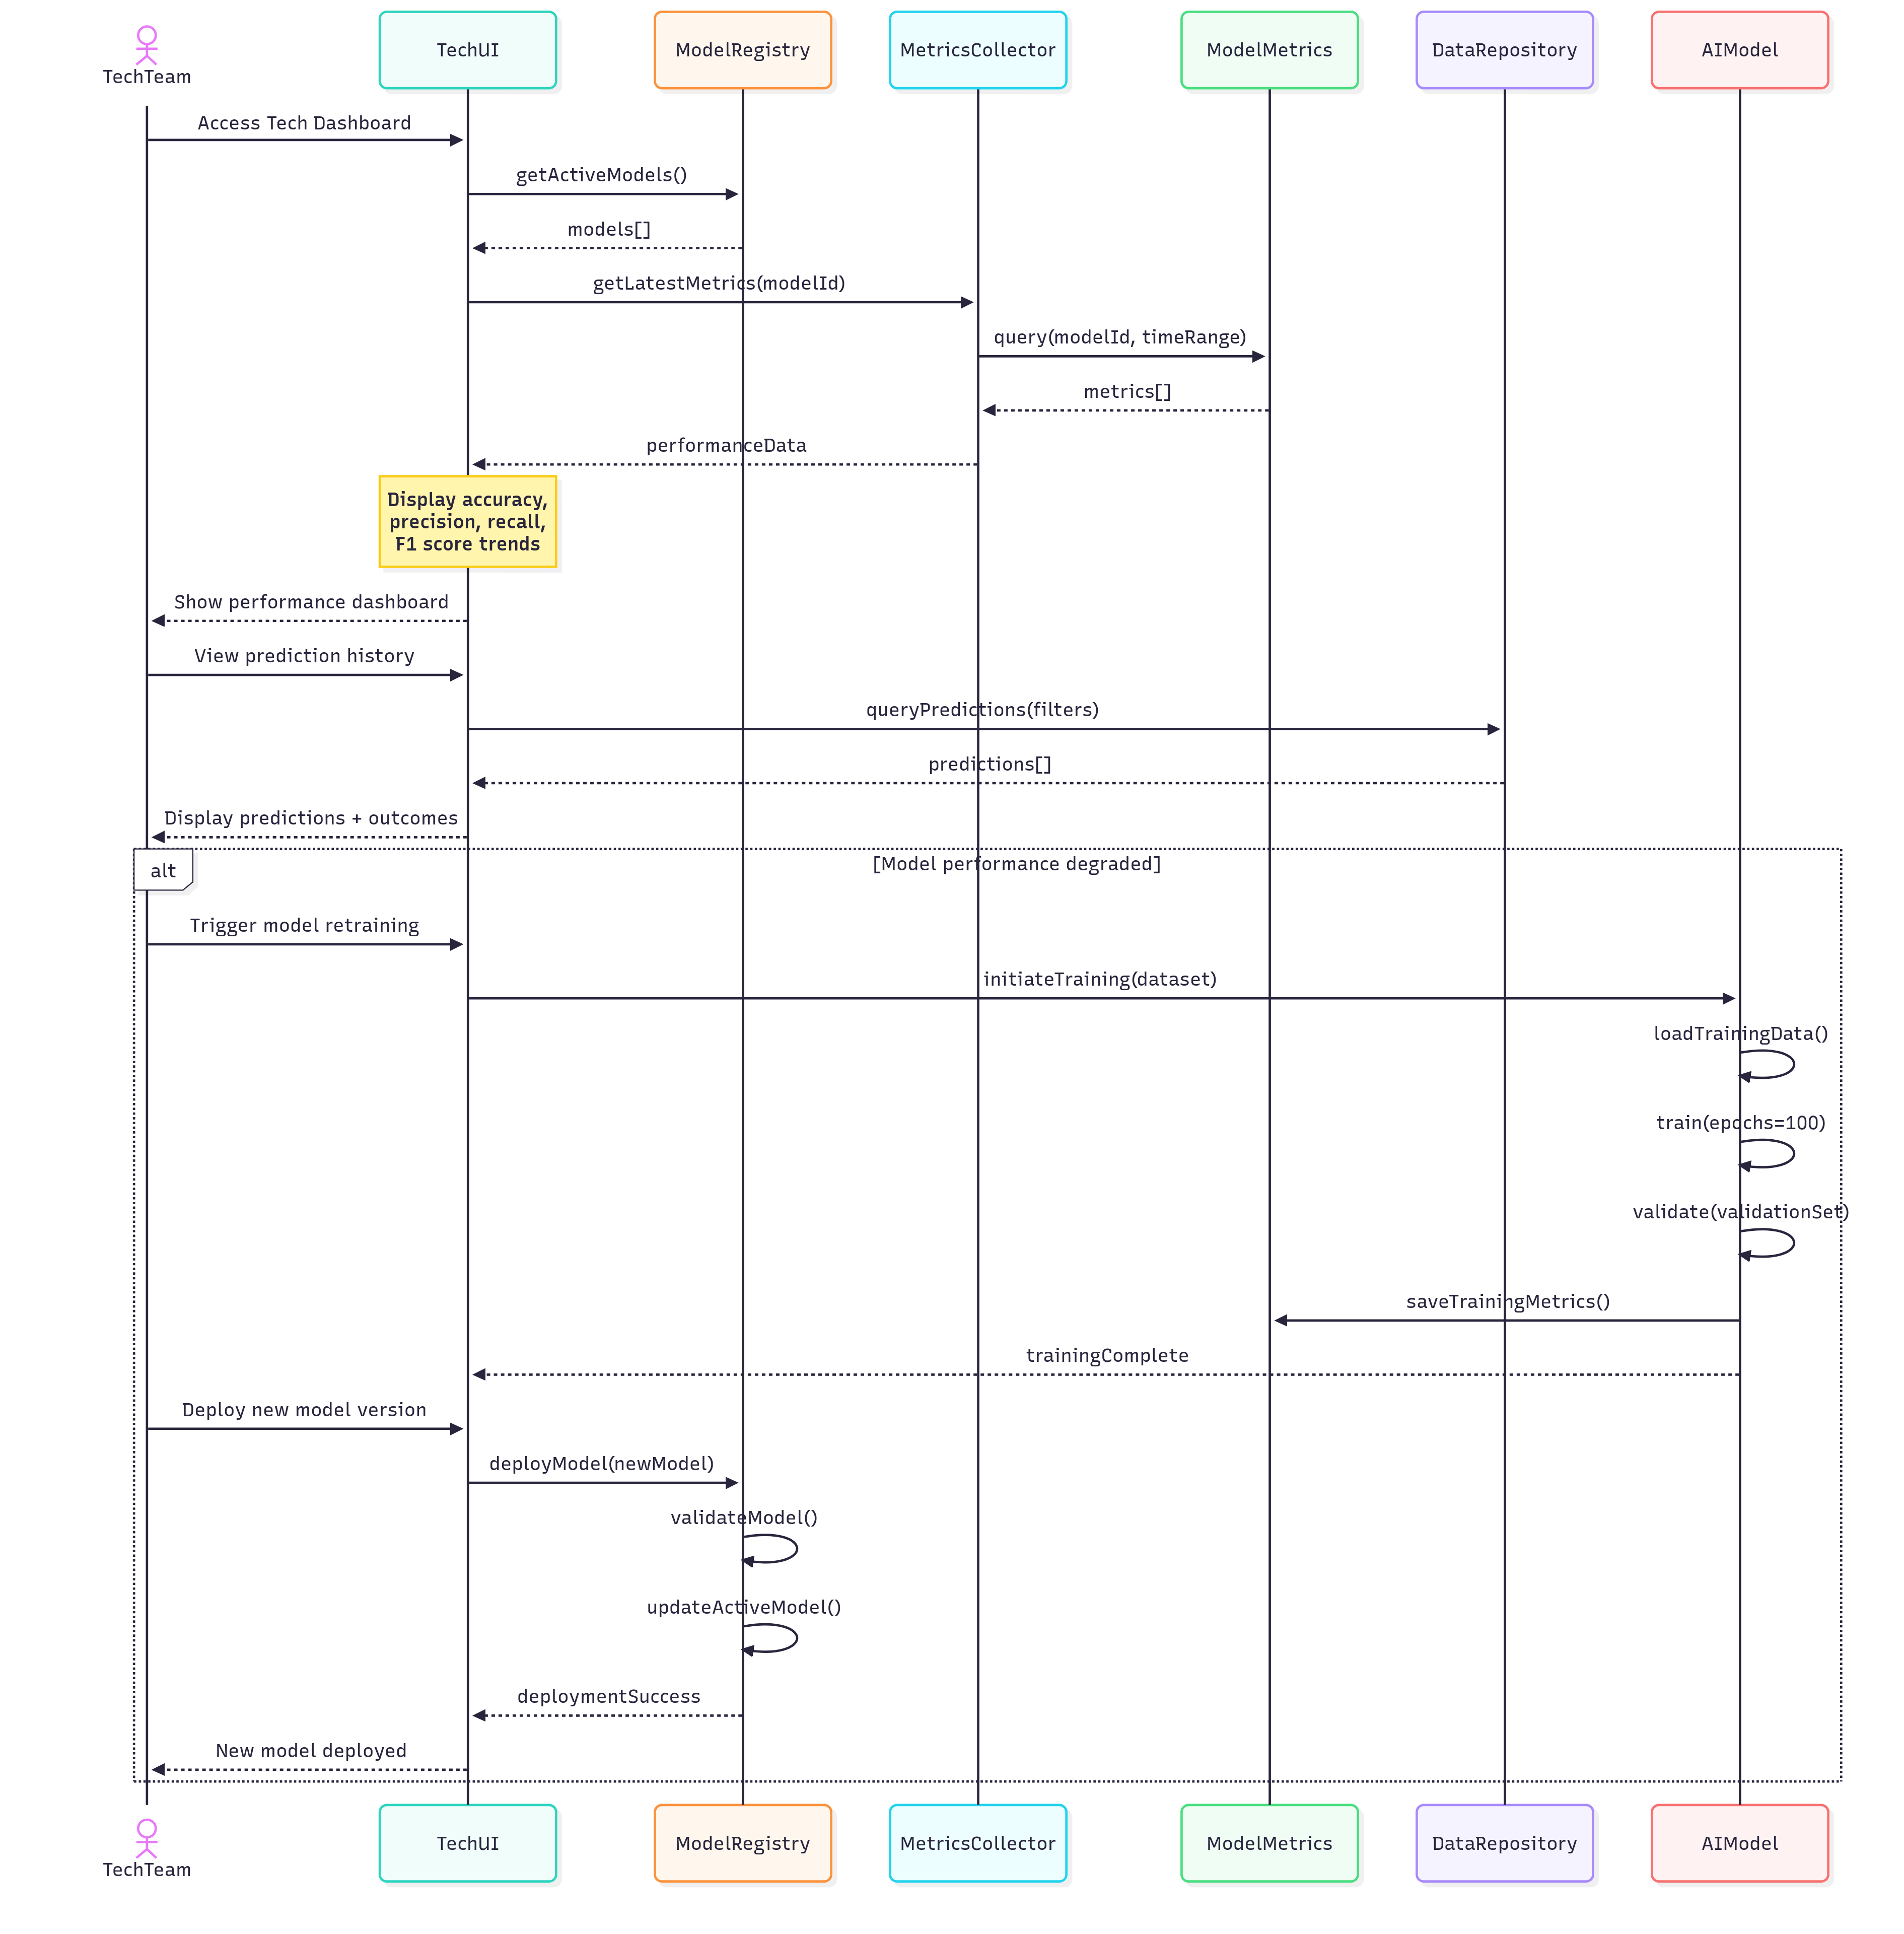 TechTeam
TechUI
ModelRegistry
MetricsCollector
ModelMetrics
DataRepository
AIModel
Access Tech Dashboard
getActiveModels()
models[]
getLatestMetrics(modelId)
query(modelId, timeRange)
metrics[]
performanceData
Display accuracy,
precision, recall,
F1 score trends
Show performance dashboard
View prediction history
queryPredictions(filters)
predictions[]
Display predictions + outcomes
alt
[Model performance degraded]
Trigger model retraining
initiateTraining(dataset)
loadTrainingData()
train(epochs=100)
validate(validationSet)
saveTrainingMetrics()
trainingComplete
Deploy new model version
deployModel(newModel)
validateModel()
updateActiveModel()
deploymentSuccess
New model deployed
TechTeam
TechUI
ModelRegistry
MetricsCollector
ModelMetrics
DataRepository
AIModel